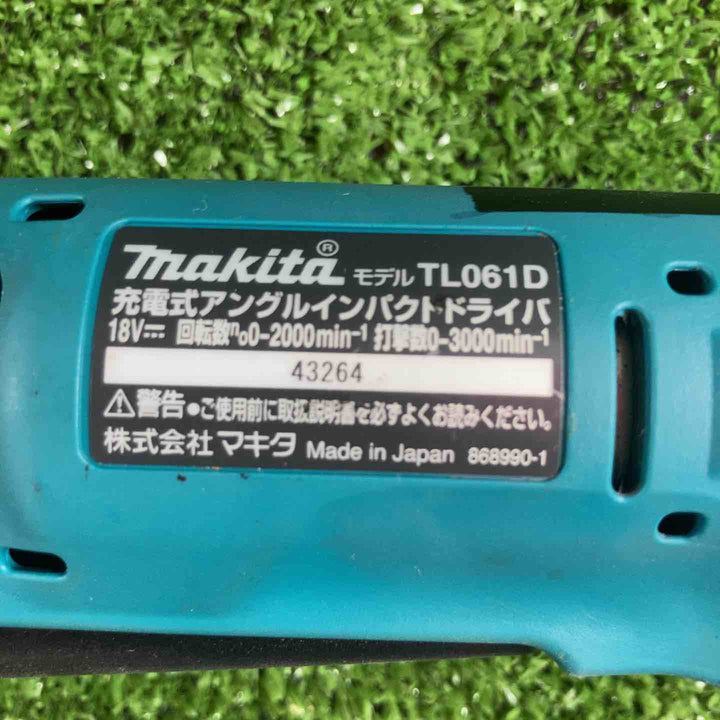 makita® モデル TL061D
充電式アングルインパクトドライバ
18V⎓ 回転数n₀0-2000min⁻¹ 打撃数0-3000min⁻¹
43264
⚠警告●ご使用前に取扱説明書を必ずよくお読みください。
株式会社マキタ Made in Japan 868990-1